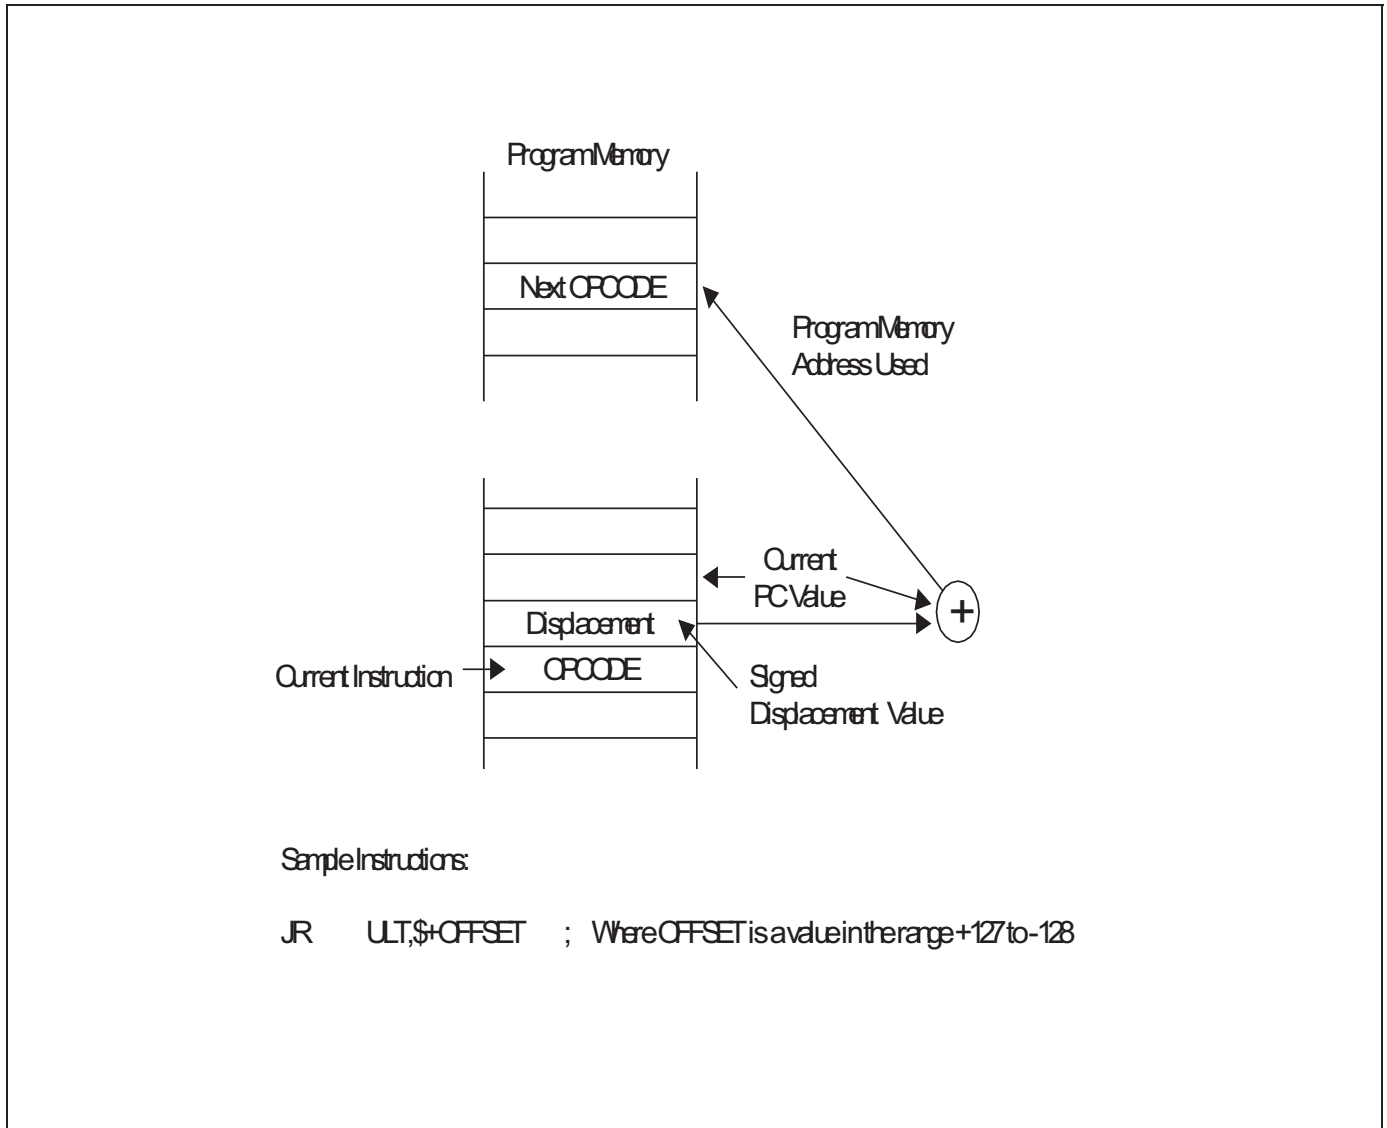 Program Memory
Next OPCODE
Program Memory
Address Used
Current
PC Value
+
Displacement
Current Instruction
OPCODE
Signed
Displacement Value
Sample Instructions:
JR ULT,$+OFFSET ; Where OFFSET is a value in the range +127 to -128